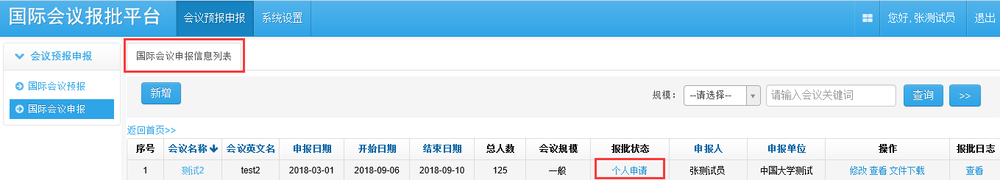 国际会议报批平台 会议预报申报 系统设置 您好,张测试员 退出
会议预报申报
国际会议预报
国际会议申报
国际会议申报信息列表
新增 规模： --请选择-- 请输入会议关键词 查询 >>
返回首页>>
序号 会议名称 会议英文名 申报日期 开始日期 结束日期 总人数 会议规模 报批状态 申报人 申报单位 操作 报批日志
1 测试2 test2 2018-03-01 2018-09-06 2018-09-10 125 一般 个人申请 张测试员 中国大学测试 修改 查看 文件下载 查看